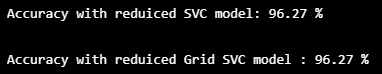 Accuracy with reduiced SVC model: 96.27 %
Accuracy with reduiced Grid SVC model : 96.27 %